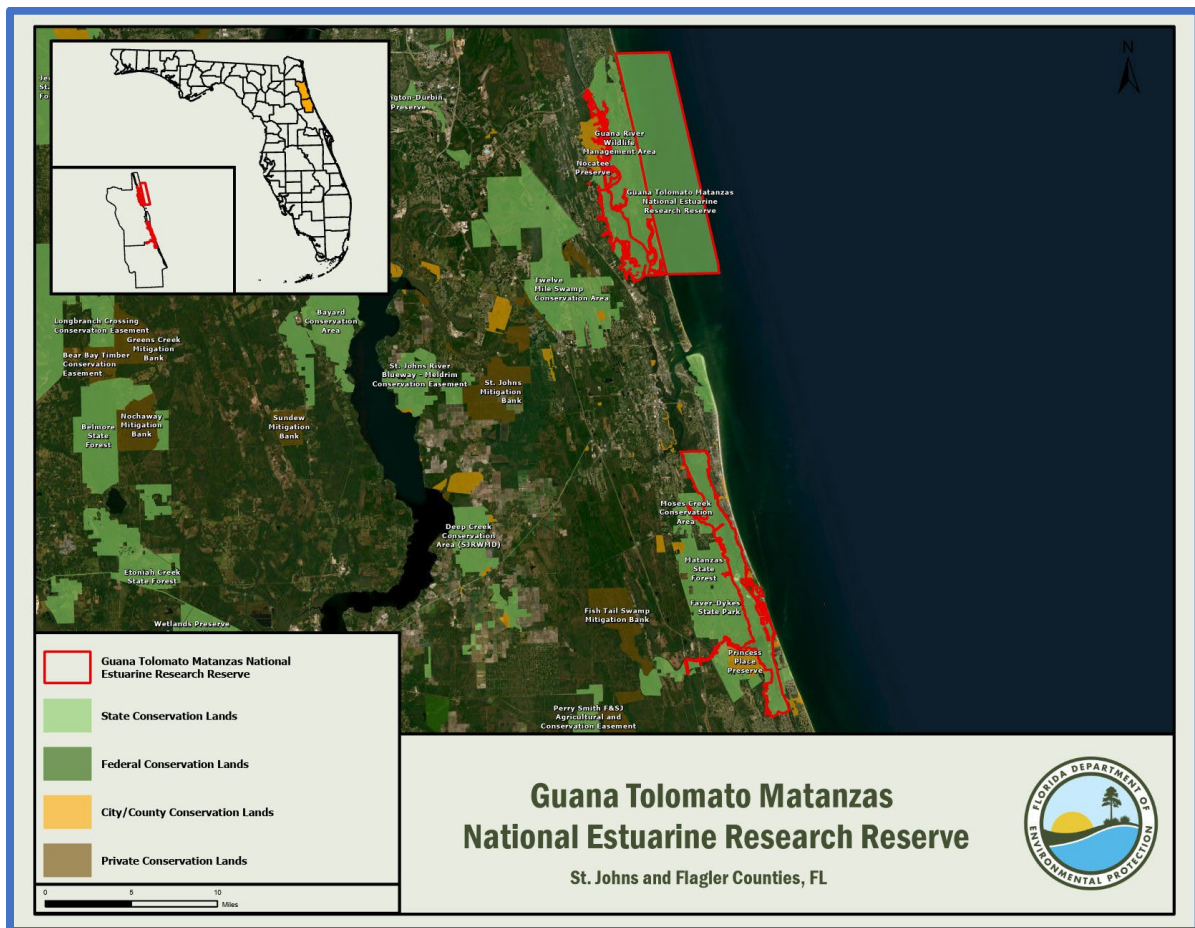 N
Je
St.
Fo
ngton-Durbin
Preserve
Guana River
Wildlife
Management Area
Nocatee
Preserve
Guana Tolomato Matanzas
National Estuarine
Research Reserve
Twelve
Mile Swamp
Conservation Area
Bayard
Conservation
Area
Longbranch Crossing
Conservation Easement
Greens Creek
Mitigation
Bank
Bear Bay Timber
Conservation
Easement
St. Johns River
Blueway - Meldrim
Conservation Easement
St. Johns
Mitigation
Bank
Nochaway
Mitigation
Bank
Belmore
State
Forest
Sundew
Mitigation
Bank
Moses Creek
Conservation
Area
Deep Creek
Conservation
Area (SJRWMD)
Matanzas
State
Forest
Etoniah Creek
State Forest
Faver-Dykes
State Park
Fish Tail Swamp
Mitigation Bank
Wetlands Preserve
Princess
Place
Preserve
Perry Smith F&SJ
Agricultural and
Conservation Easement
Guana Tolomato Matanzas National
Estuarine Research Reserve
State Conservation Lands
Federal Conservation Lands
City/County Conservation Lands
Private Conservation Lands
0 5 10
Miles
Guana Tolomato Matanzas
National Estuarine Research Reserve
St. Johns and Flagler Counties, FL
FLORIDA DEPARTMENT OF
ENVIRONMENTAL PROTECTION